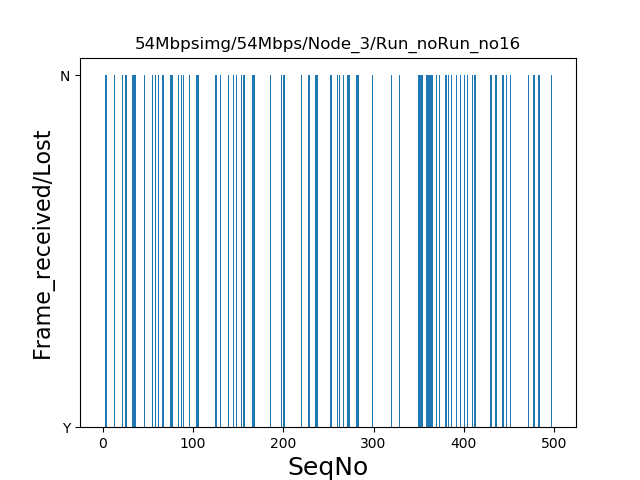 54Mbpsimg/54Mbps/Node_3/Run_noRun_no16
N
Frame_received/Lost
Y
0 100 200 300 400 500
SeqNo